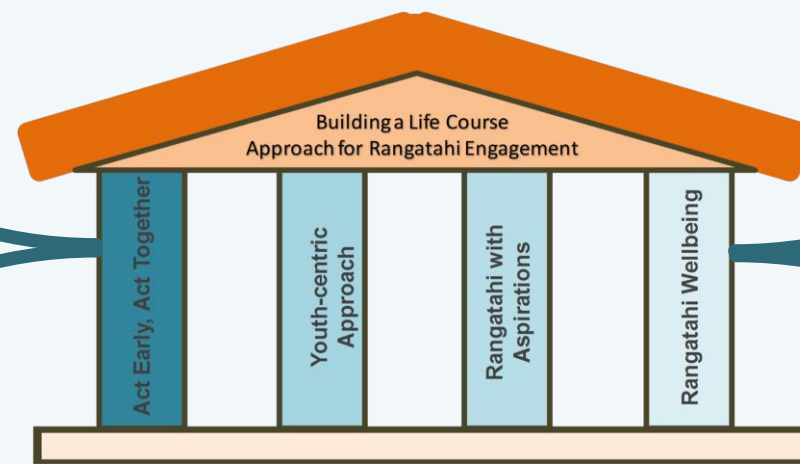 Building a Life Course
Approach for Rangatahi Engagement
Act Early, Act Together
Youth-centric
Approach
Rangatahi with
Aspirations
Rangatahi Wellbeing